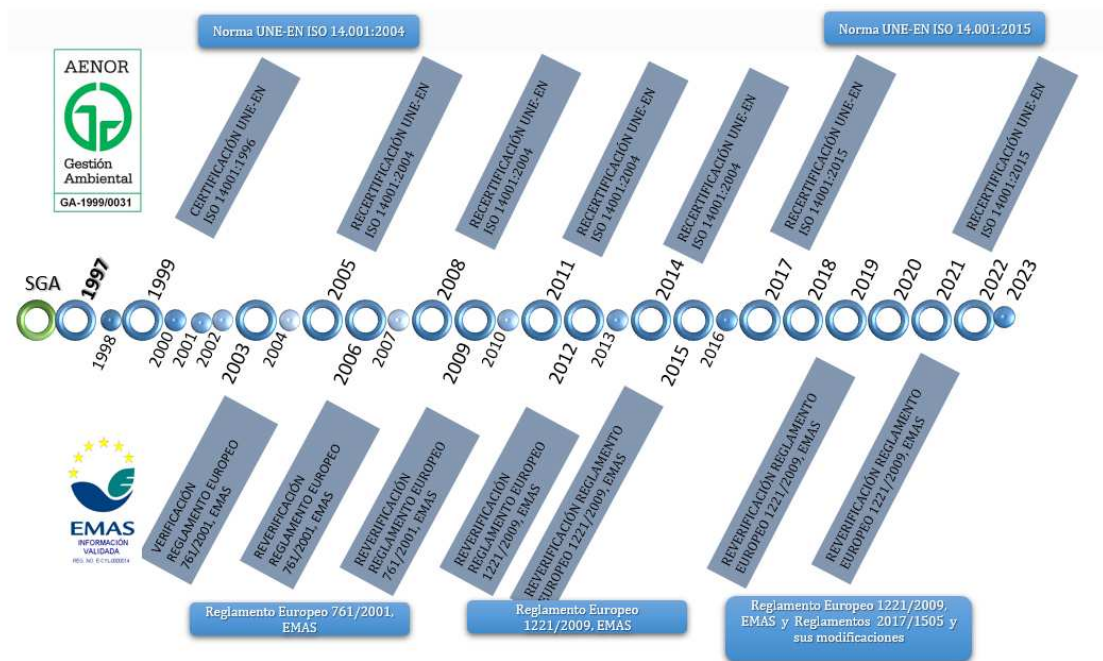 Norma UNE-EN ISO 14.001:2004
Norma UNE-EN ISO 14.001:2015
AENOR
Gestión
Ambiental
GA-1999/0031
CERTIFICACIÓN UNE-EN
ISO 14001:1996
RECERTIFICACIÓN UNE-EN
ISO 14001:2004
RECERTIFICACIÓN UNE-EN
ISO 14001:2004
RECERTIFICACIÓN UNE-EN
ISO 14001:2004
RECERTIFICACIÓN UNE-EN
ISO 14001:2004
RECERTIFICACIÓN UNE-EN
ISO 14001:2015
RECERTIFICACIÓN UNE-EN
ISO 14001:2015
SGA
1997
1998
1999
2000
2001
2002
2003
2004
2005
2006
2007
2008
2009
2010
2011
2012
2013
2014
2015
2016
2017
2018
2019
2020
2021
2022
2023
EMAS
INFORMACIÓN
VALIDADA
REG. NO. E-CYL-0000014
VERIFICACIÓN
REGLAMENTO EUROPEO
761/2001, EMAS
REVERIFICACIÓN
REGLAMENTO EUROPEO
761/2001, EMAS
REVERIFICACIÓN
REGLAMENTO EUROPEO
761/2001, EMAS
REVERIFICACIÓN
REGLAMENTO EUROPEO
1221/2009, EMAS
REVERIFICACIÓN REGLAMENTO
EUROPEO 1221/2009, EMAS
REVERIFICACIÓN REGLAMENTO
EUROPEO 1221/2009, EMAS
REVERIFICACIÓN REGLAMENTO
EUROPEO 1221/2009, EMAS
Reglamento Europeo 761/2001,
EMAS
Reglamento Europeo
1221/2009, EMAS
Reglamento Europeo 1221/2009,
EMAS y Reglamentos 2017/1505 y
sus modificaciones